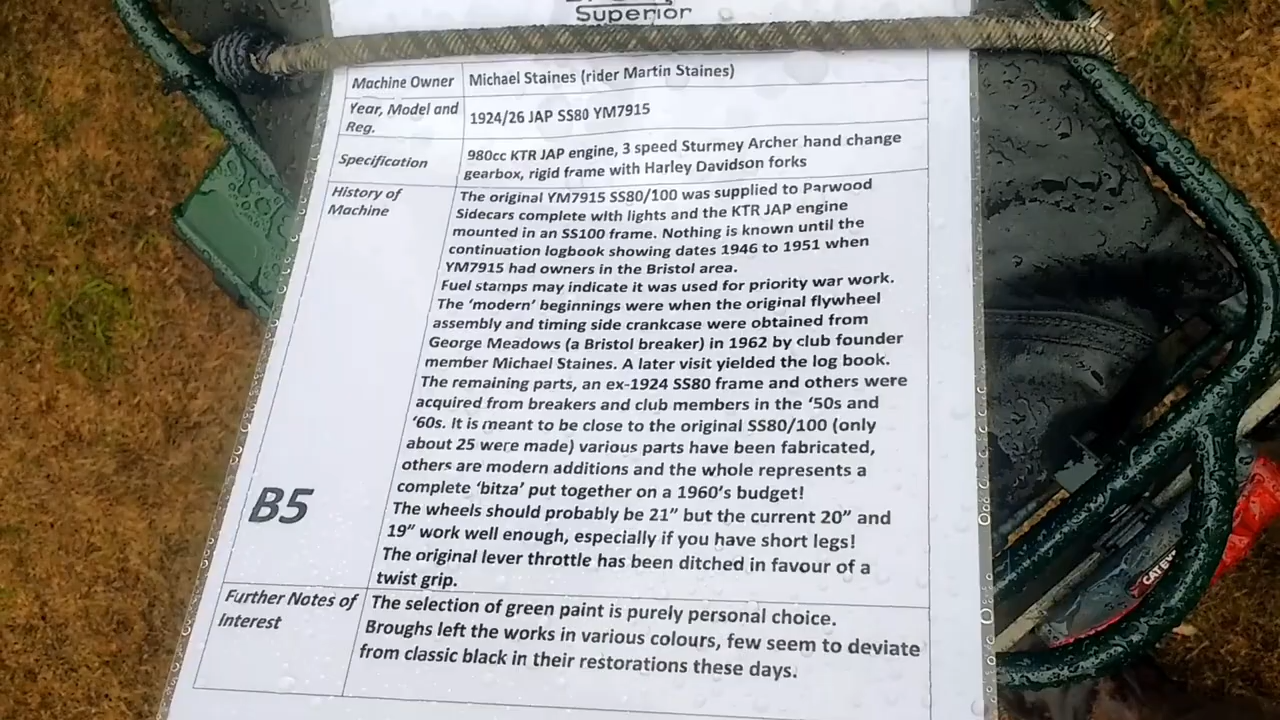 Superior
Machine Owner
Michael Staines (rider Martin Staines)
Year, Model and
Reg.
1924/26 JAP SS80 YM7915
Specification
980cc KTR JAP engine, 3 speed Sturmey Archer hand change
gearbox, rigid frame with Harley Davidson forks
History of
Machine
The original YM7915 SS80/100 was supplied to Parwood
Sidecars complete with lights and the KTR JAP engine
mounted in an SS100 frame. Nothing is known until the
continuation logbook showing dates 1946 to 1951 when
YM7915 had owners in the Bristol area.
Fuel stamps may indicate it was used for priority war work.
The ‘modern’ beginnings were when the original flywheel
assembly and timing side crankcase were obtained from
George Meadows (a Bristol breaker) in 1962 by club founder
member Michael Staines. A later visit yielded the log book.
The remaining parts, an ex-1924 SS80 frame and others were
acquired from breakers and club members in the ‘50s and
‘60s. It is meant to be close to the original SS80/100 (only
about 25 were made) various parts have been fabricated,
others are modern additions and the whole represents a
complete ‘bitza’ put together on a 1960’s budget!
The wheels should probably be 21” but the current 20” and
19” work well enough, especially if you have short legs!
The original lever throttle has been ditched in favour of a
twist grip.
B5
Further Notes of
Interest
The selection of green paint is purely personal choice.
Broughs left the works in various colours, few seem to deviate
from classic black in their restorations these days.
CATEYE